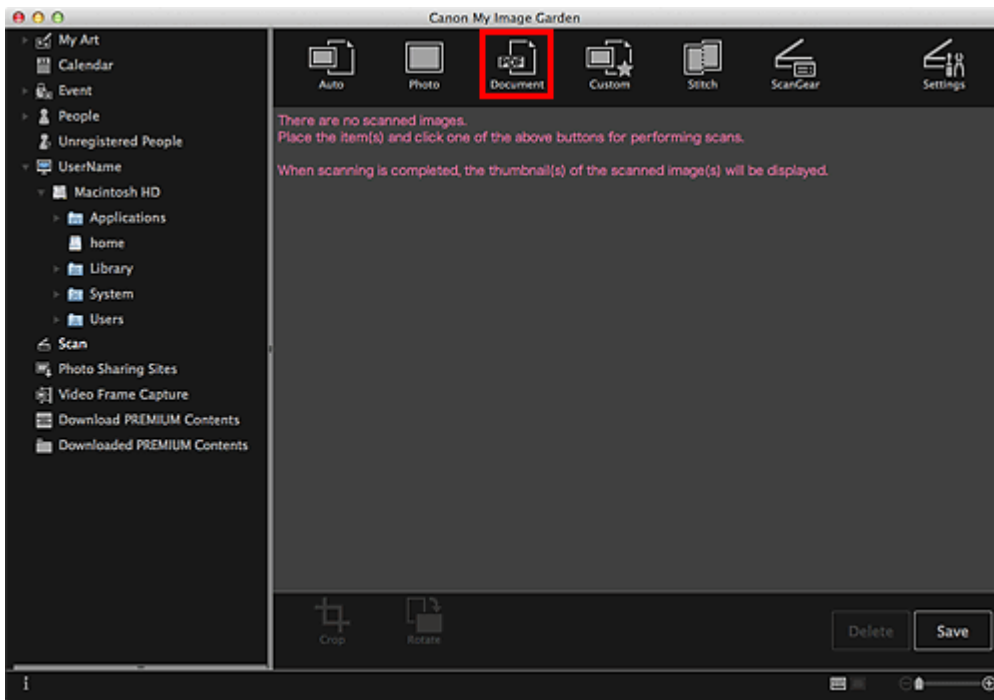 Canon My Image Garden
My Art
Calendar
Event
People
Unregistered People
UserName
Macintosh HD
Applications
home
Library
System
Users
Scan
Photo Sharing Sites
Video Frame Capture
Download PREMIUM Contents
Downloaded PREMIUM Contents
Auto
Photo
PDF
Document
Custom
Stitch
ScanGear
Settings
There are no scanned images.
Place the item(s) and click one of the above buttons for performing scans.
When scanning is completed, the thumbnail(s) of the scanned image(s) will be displayed.
Crop
Rotate
Delete
Save